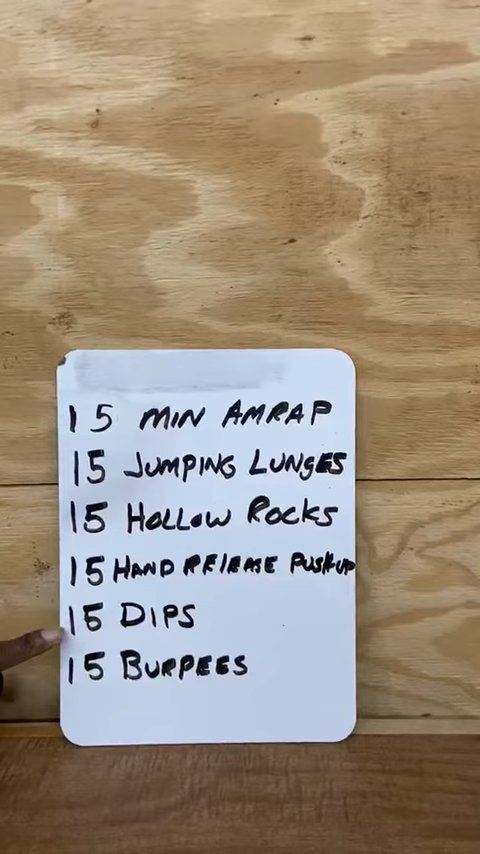 15 MIN AMRAP
15 JUMPING LUNGES
15 HOLLOW ROCKS
15 HAND RELEASE PUSHUP
15 DIPS
15 BURPEES